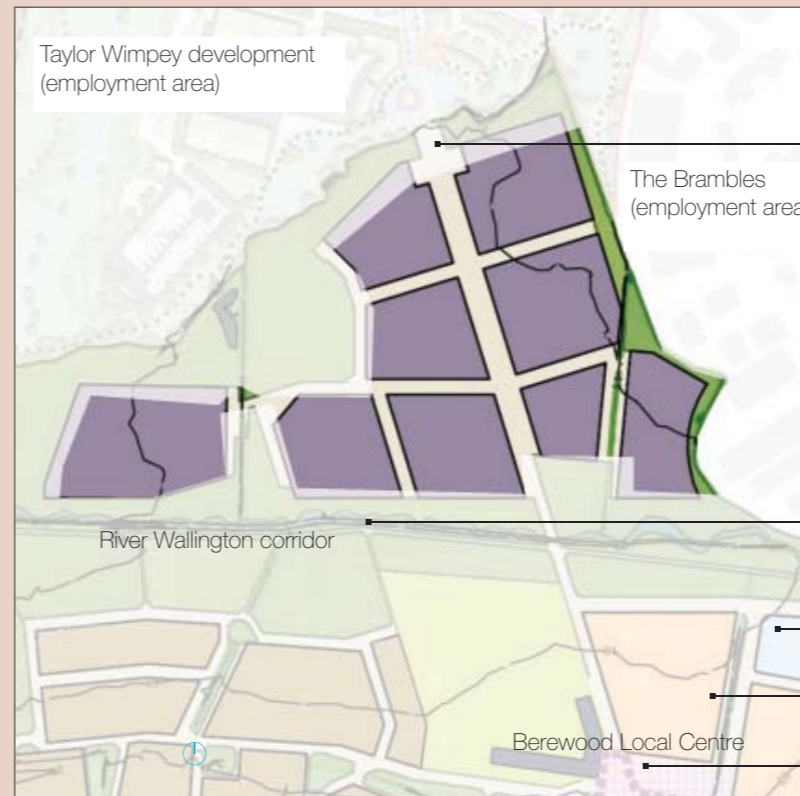 Taylor Wimpey development
(employment area)
The Brambles
(employment area
River Wallington corridor
Berewood Local Centre